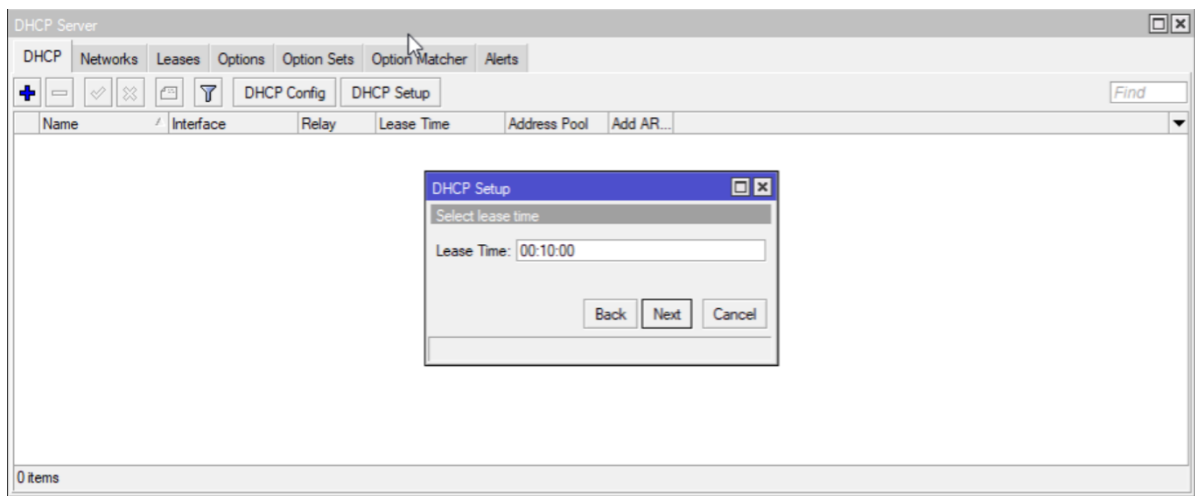 DHCP Server
DHCP Networks Leases Options Option Sets Option Matcher Alerts
DHCP Config DHCP Setup Find
Name Interface Relay Lease Time Address Pool Add AR...
DHCP Setup
Select lease time
Lease Time: 00:10:00
Back Next Cancel
0 items